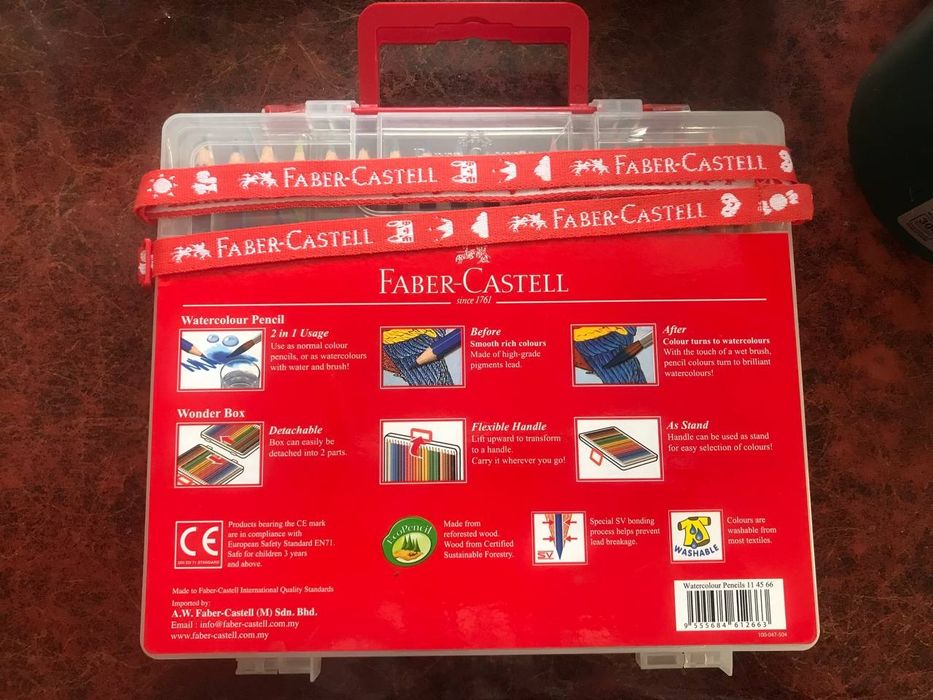 FABER-CASTELL FABER-CASTELL
FABER-CASTELL FABER-CASTELL
FABER-CASTELL
since 1761
Watercolour Pencil
2 in 1 Usage
Use as normal colour
pencils, or as watercolours
with water and brush!
Before
Smooth rich colours
Made of high-grade
pigments lead.
After
Colour turns to watercolours
With the touch of a wet brush,
pencil colours turn to brilliant
watercolours!
Wonder Box
Detachable
Box can easily be
detached into 2 parts.
Flexible Handle
Lift upward to transform
to a handle.
Carry it wherever you go!
As Stand
Handle can be used as stand
for easy selection of colours!
CE
Products bearing the CE mark
are in compliance with
European Safety Standard EN71.
Safe for children 3 years
and above.
EcoPencil
Made from
reforested wood.
Wood from Certified
Sustainable Forestry.
SV
Special SV bonding
process helps prevent
lead breakage.
WASHABLE
Colours are
washable from
most textiles.
Made to Faber-Castell International Quality Standards
Imported by:
A.W. Faber-Castell (M) Sdn. Bhd.
Email : info@faber-castell.com.my
www.faber-castell.com.my
Watercolour Pencils 11 45 66
9 555684 612663
100-047-504